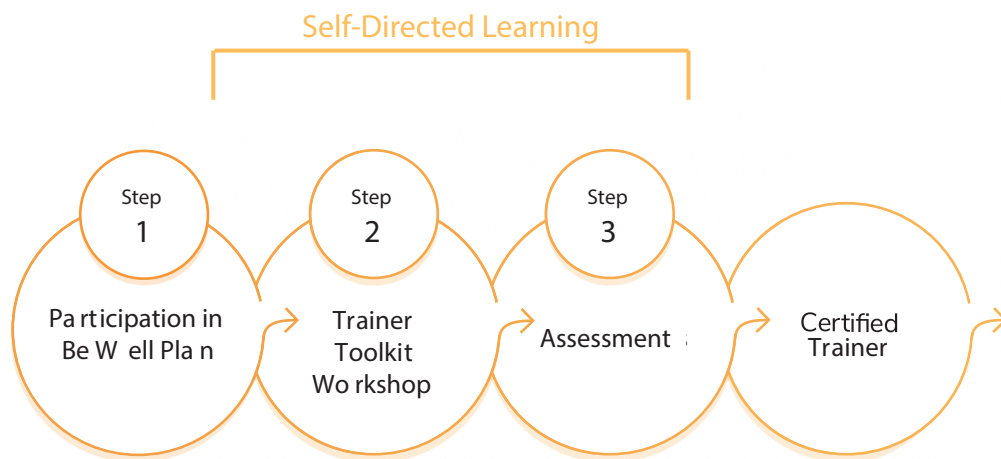 Self-Directed Learning
Step
1
Step
2
Step
3
Participation in
Be Well Plan
Trainer
Toolkit
Workshop
Assessments
Certified
Trainer